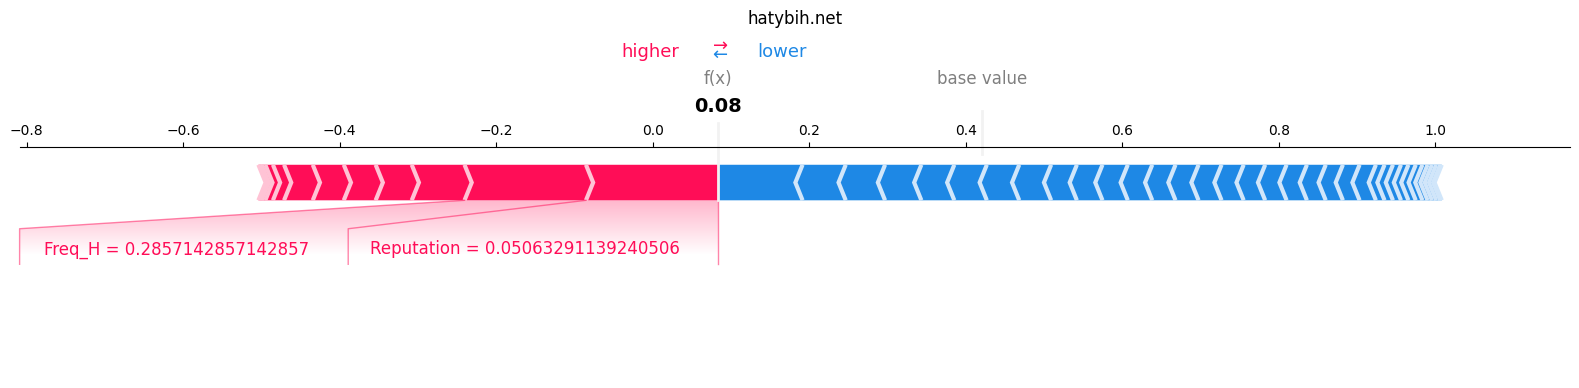 hatybih.net
higher → lower
←
f(x) base value
0.08
−0.8 −0.6 −0.4 −0.2 0.0 0.2 0.4 0.6 0.8 1.0
Freq_H = 0.2857142857142857 Reputation = 0.05063291139240506